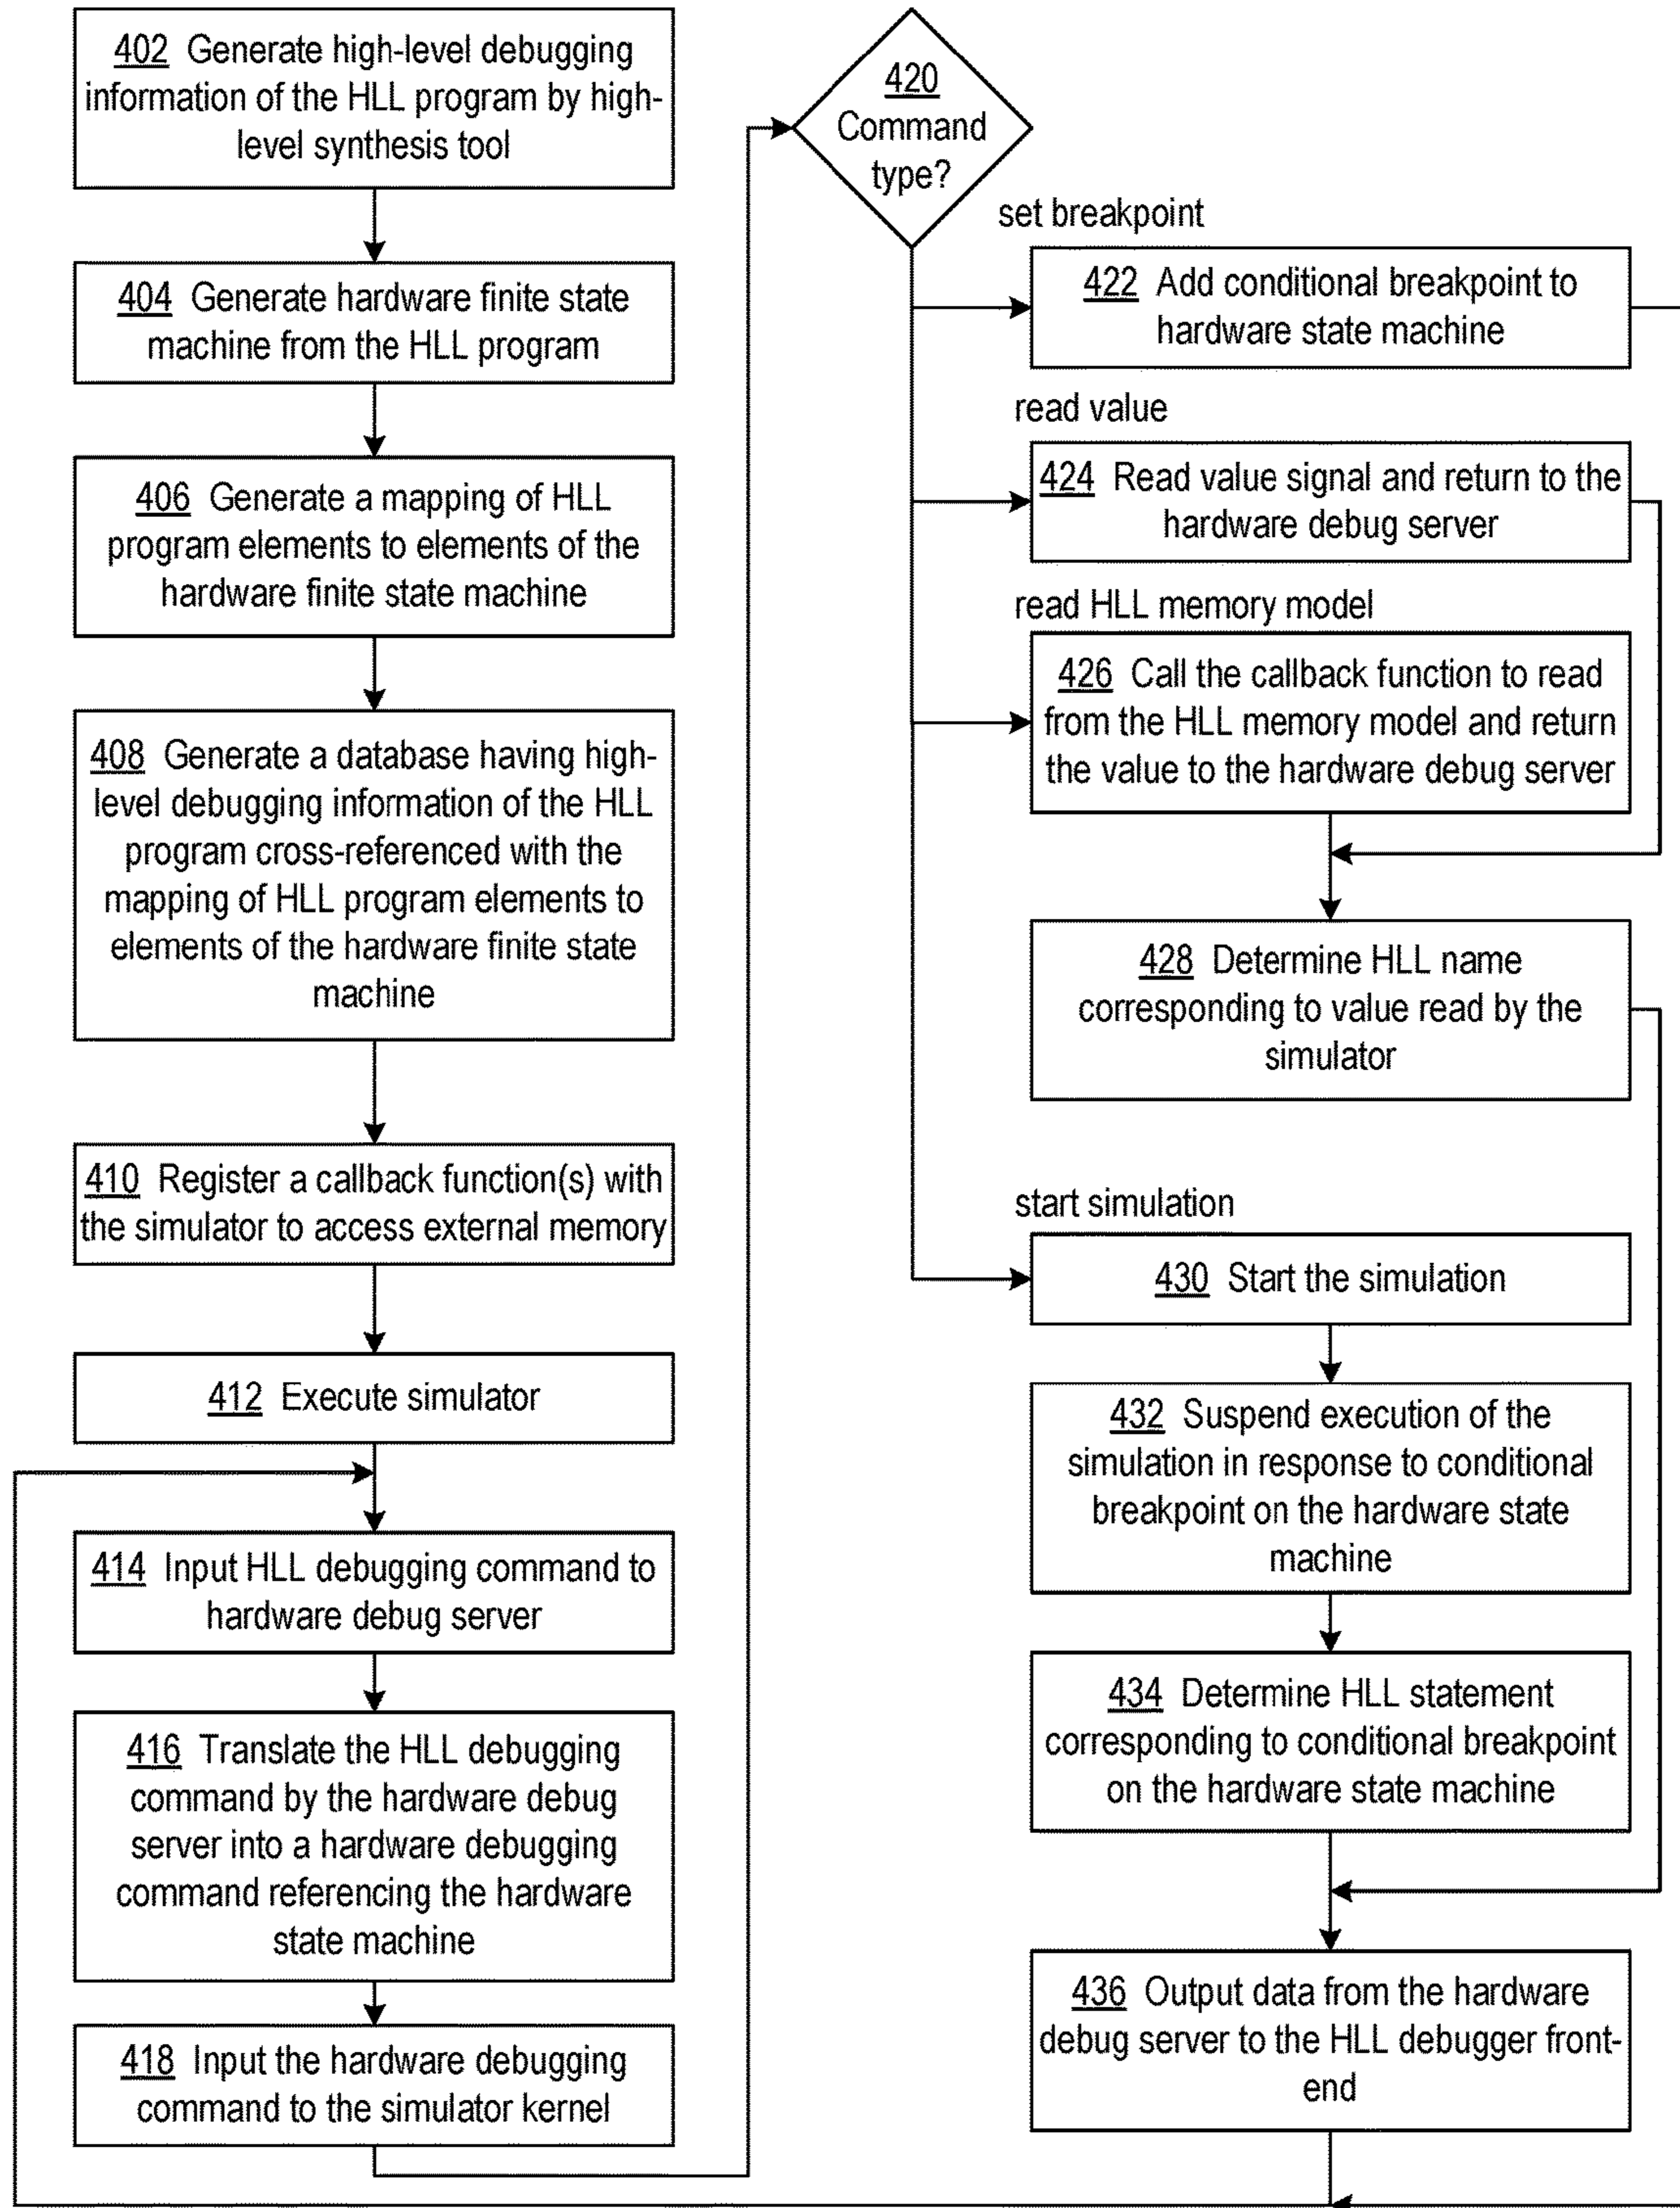 402 Generate high-level debugging
information of the HLL program by high-
level synthesis tool
404 Generate hardware finite state
machine from the HLL program
406 Generate a mapping of HLL
program elements to elements of the
hardware finite state machine
408 Generate a database having high-
level debugging information of the HLL
program cross-referenced with the
mapping of HLL program elements to
elements of the hardware finite state
machine
410 Register a callback function(s) with
the simulator to access external memory
412 Execute simulator
414 Input HLL debugging command to
hardware debug server
416 Translate the HLL debugging
command by the hardware debug
server into a hardware debugging
command referencing the hardware
state machine
418 Input the hardware debugging
command to the simulator kernel
420
Command
type?
set breakpoint
422 Add conditional breakpoint to
hardware state machine
read value
424 Read value signal and return to the
hardware debug server
read HLL memory model
426 Call the callback function to read
from the HLL memory model and return
the value to the hardware debug server
428 Determine HLL name
corresponding to value read by the
simulator
start simulation
430 Start the simulation
432 Suspend execution of the
simulation in response to conditional
breakpoint on the hardware state
machine
434 Determine HLL statement
corresponding to conditional breakpoint
on the hardware state machine
436 Output data from the hardware
debug server to the HLL debugger front-
end